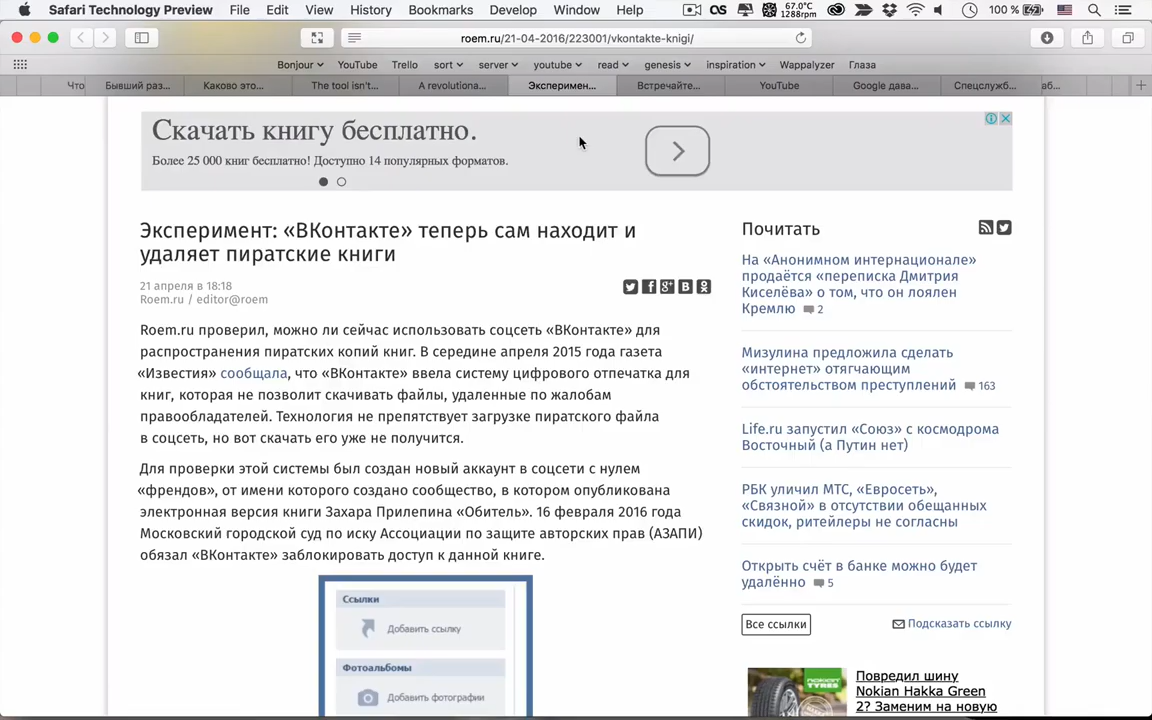 Safari Technology Preview File Edit View History Bookmarks Develop Window Help
67.0°C
1288rpm
100 %
roem.ru/21-04-2016/223001/vkontakte-knigi/
Bonjour YouTube Trello sort server youtube read genesis inspiration Wappalyzer Глаза
Что Бывший раз... Каково это... The tool isn't... A revolutiona... Эксперимен... Встречайте... YouTube Google дава... Спецслужб... аб...
Скачать книгу бесплатно.
Более 25 000 книг бесплатно! Доступно 14 популярных форматов.
Эксперимент: «ВКонтакте» теперь сам находит и
удаляет пиратские книги
21 апреля в 18:18
Roem.ru / editor@roem
Roem.ru проверил, можно ли сейчас использовать соцсеть «ВКонтакте» для
распространения пиратских копий книг. В середине апреля 2015 года газета
«Известия» сообщала, что «ВКонтакте» ввела систему цифрового отпечатка для
книг, которая не позволит скачивать файлы, удаленные по жалобам
правообладателей. Технология не препятствует загрузке пиратского файла
в соцсеть, но вот скачать его уже не получится.
Для проверки этой системы был создан новый аккаунт в соцсети с нулем
«френдов», от имени которого создано сообщество, в котором опубликована
электронная версия книги Захара Прилепина «Обитель». 16 февраля 2016 года
Московский городской суд по иску Ассоциации по защите авторских прав (АЗАПИ)
обязал «ВКонтакте» заблокировать доступ к данной книге.
Ссылки
Добавить ссылку
Фотоальбомы
Добавить фотографии
Почитать
На «Анонимном интернационале»
продаётся «переписка Дмитрия
Киселёва» о том, что он лоялен
Кремлю 2
Мизулина предложила сделать
«интернет» отягчающим
обстоятельством преступлений 163
Life.ru запустил «Союз» с космодрома
Восточный (а Путин нет)
РБК уличил МТС, «Евросеть»,
«Связной» в отсутствии обещанных
скидок, ритейлеры не согласны
Открыть счёт в банке можно будет
удалённо 5
Все ссылки Подсказать ссылку
nokian
TYRES
Повредил шину
Nokian Hakka Green
2? Заменим на новую